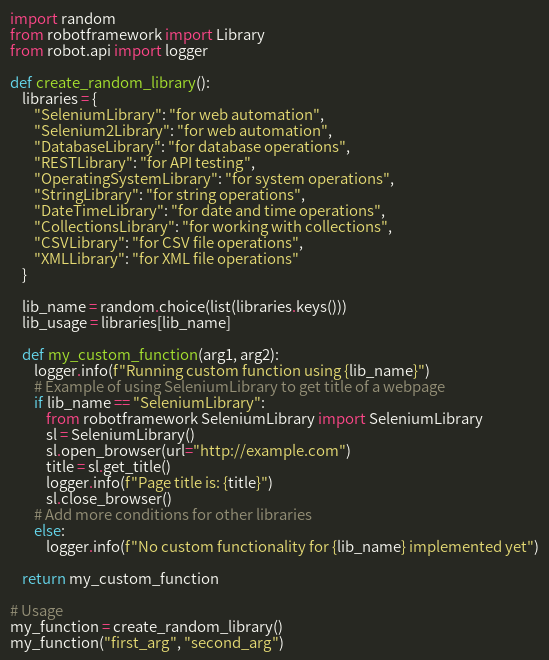 import random
from robotframework import Library
from robot.api import logger

def create_random_library():
   libraries = {
      "SeleniumLibrary": "for web automation",
      "Selenium2Library": "for web automation",
      "DatabaseLibrary": "for database operations",
      "RESTLibrary": "for API testing",
      "OperatingSystemLibrary": "for system operations",
      "StringLibrary": "for string operations",
      "DateTimeLibrary": "for date and time operations",
      "CollectionsLibrary": "for working with collections",
      "CSVLibrary": "for CSV file operations",
      "XMLLibrary": "for XML file operations"
   }

   lib_name = random.choice(list(libraries.keys()))
   lib_usage = libraries[lib_name]

   def my_custom_function(arg1, arg2):
      logger.info(f"Running custom function using {lib_name}")
      # Example of using SeleniumLibrary to get title of a webpage
      if lib_name == "SeleniumLibrary":
         from robotframework SeleniumLibrary import SeleniumLibrary
         sl = SeleniumLibrary()
         sl.open_browser(url="http://example.com")
         title = sl.get_title()
         logger.info(f"Page title is: {title}")
         sl.close_browser()
      # Add more conditions for other libraries
      else:
         logger.info(f"No custom functionality for {lib_name} implemented yet")

   return my_custom_function

# Usage
my_function = create_random_library()
my_function("first_arg", "second_arg")